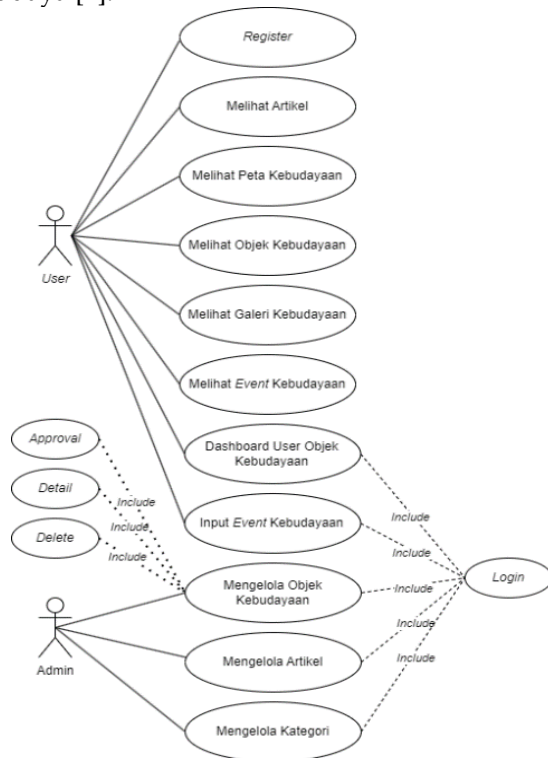 Register
Melihat Artikel
Melihat Peta Kebudayaan
User
Melihat Objek Kebudayaan
Melihat Galeri Kebudayaan
Melihat Event Kebudayaan
Approval
Dashboard User Objek
Kebudayaan
Detail
Include
Include
Input Event Kebudayaan
Include
Delete
Include
Include
Mengelola Objek
Kebudayaan
Include
Login
Admin
Include
Mengelola Artikel
Include
Mengelola Kategori